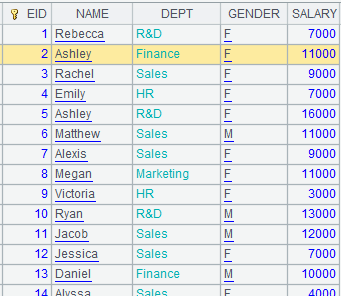 EID NAME DEPT GENDER SALARY
1 Rebecca R&D F 7000
2 Ashley Finance F 11000
3 Rachel Sales F 9000
4 Emily HR F 7000
5 Ashley R&D F 16000
6 Matthew Sales M 11000
7 Alexis Sales F 9000
8 Megan Marketing F 11000
9 Victoria HR F 3000
10 Ryan R&D M 13000
11 Jacob Sales M 12000
12 Jessica Sales F 7000
13 Daniel Finance M 10000
14 Alyssa Sales F 4000